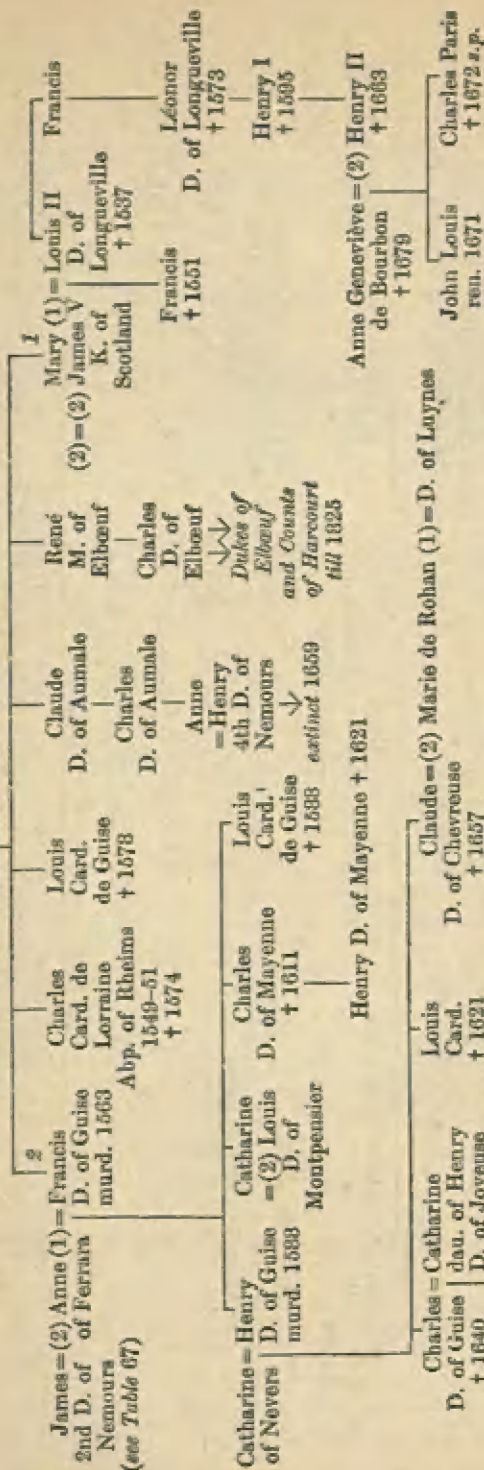 2
James=(2) Anne (1)=Francis
2nd D. of of Ferrara D. of Guise
Nemours murd. 1563
(see Table 67)
Charles
Card. de
Lorraine
Abp. of Rheims
1549–51
† 1574
Louis
Card.
de Guise
† 1578
Claude
D. of Aumale
Charles
D. of Aumale
Anne
=Henry
4th D. of
Nemours
extinct 1659
René
M. of
Elbœuf
Charles
D. of
Elbœuf
Dukes of
Elbœuf
and Counts
of Harcourt
till 1825
1
Mary (1)=Louis II
(2)=(2) James V D. of
K. of Longueville
Scotland † 1537
Francis
† 1551
Francis
Léonor
D. of Longueville
† 1573
Henry I
† 1595
Anne Geneviève=(2) Henry II
de Bourbon † 1663
† 1679
John Louis
ren. 1671
Charles Paris
† 1672 s.p.
Catharine=Henry
of Nevers D. of Guise
murd. 1588
Catharine
=(2) Louis
D. of
Montpensier
Charles
D. of Mayenne
† 1611
Henry D. of Mayenne † 1621
Louis
Card.¹
de Guise
† 1588
Charles=Catharine
D. of Guise dau. of Henry
† 1640 D. of Joyeuse
Louis
Card.
† 1621
Claude=(2) Marie de Rohan (1)=D. of Luynes
D. of Chevreuse
† 1657